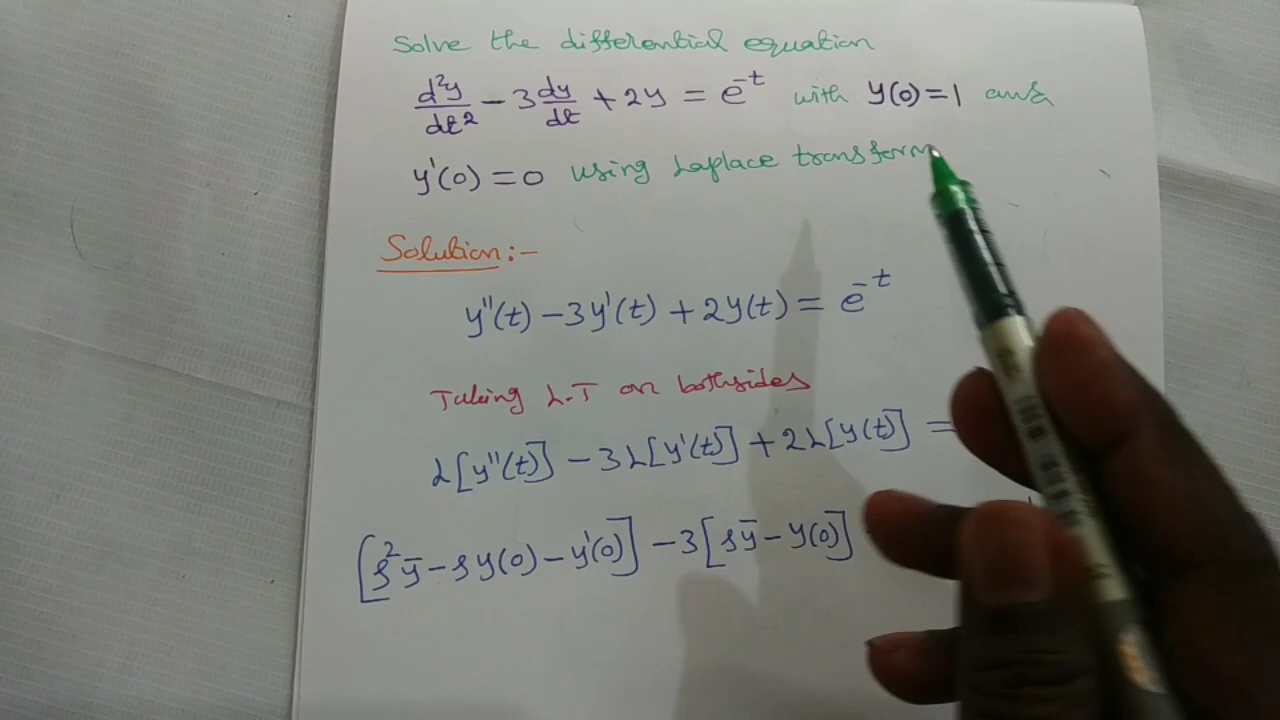 Solve the differential equation
d²y/dt² - 3 dy/dt + 2y = e^-t with y(0)=1 and
y'(0) = 0 using Laplace transform
Solution:-
y''(t) - 3y'(t) + 2y(t) = e^-t
Taking L.T on bothsides
L[y''(t)] - 3L[y'(t)] + 2L[y(t)] =
[s²ȳ - sy(0) - y'(0)] - 3[sȳ - y(0)]